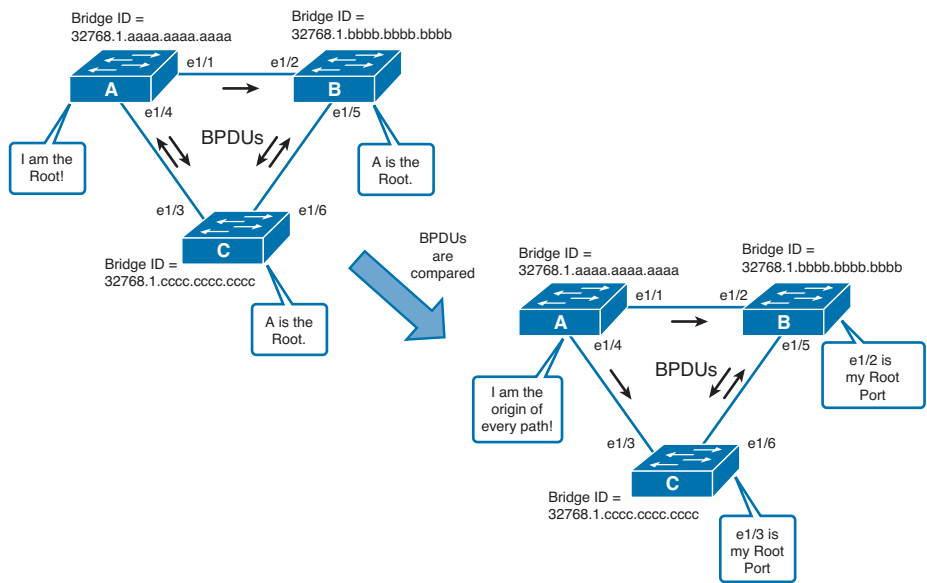 Bridge ID =
32768.1.aaaa.aaaa.aaaa
Bridge ID =
32768.1.bbbb.bbbb.bbbb
e1/1
e1/2
A
B
e1/4
e1/5
BPDUs
I am the
Root!
A is the
Root.
e1/3
e1/6
C
Bridge ID =
32768.1.cccc.cccc.cccc
A is the
Root.
BPDUs
are
compared
Bridge ID =
32768.1.aaaa.aaaa.aaaa
Bridge ID =
32768.1.bbbb.bbbb.bbbb
e1/1
e1/2
A
B
e1/4
e1/5
BPDUs
I am the
origin of
every path!
e1/2 is
my Root
Port
e1/3
e1/6
C
Bridge ID =
32768.1.cccc.cccc.cccc
e1/3 is
my Root
Port